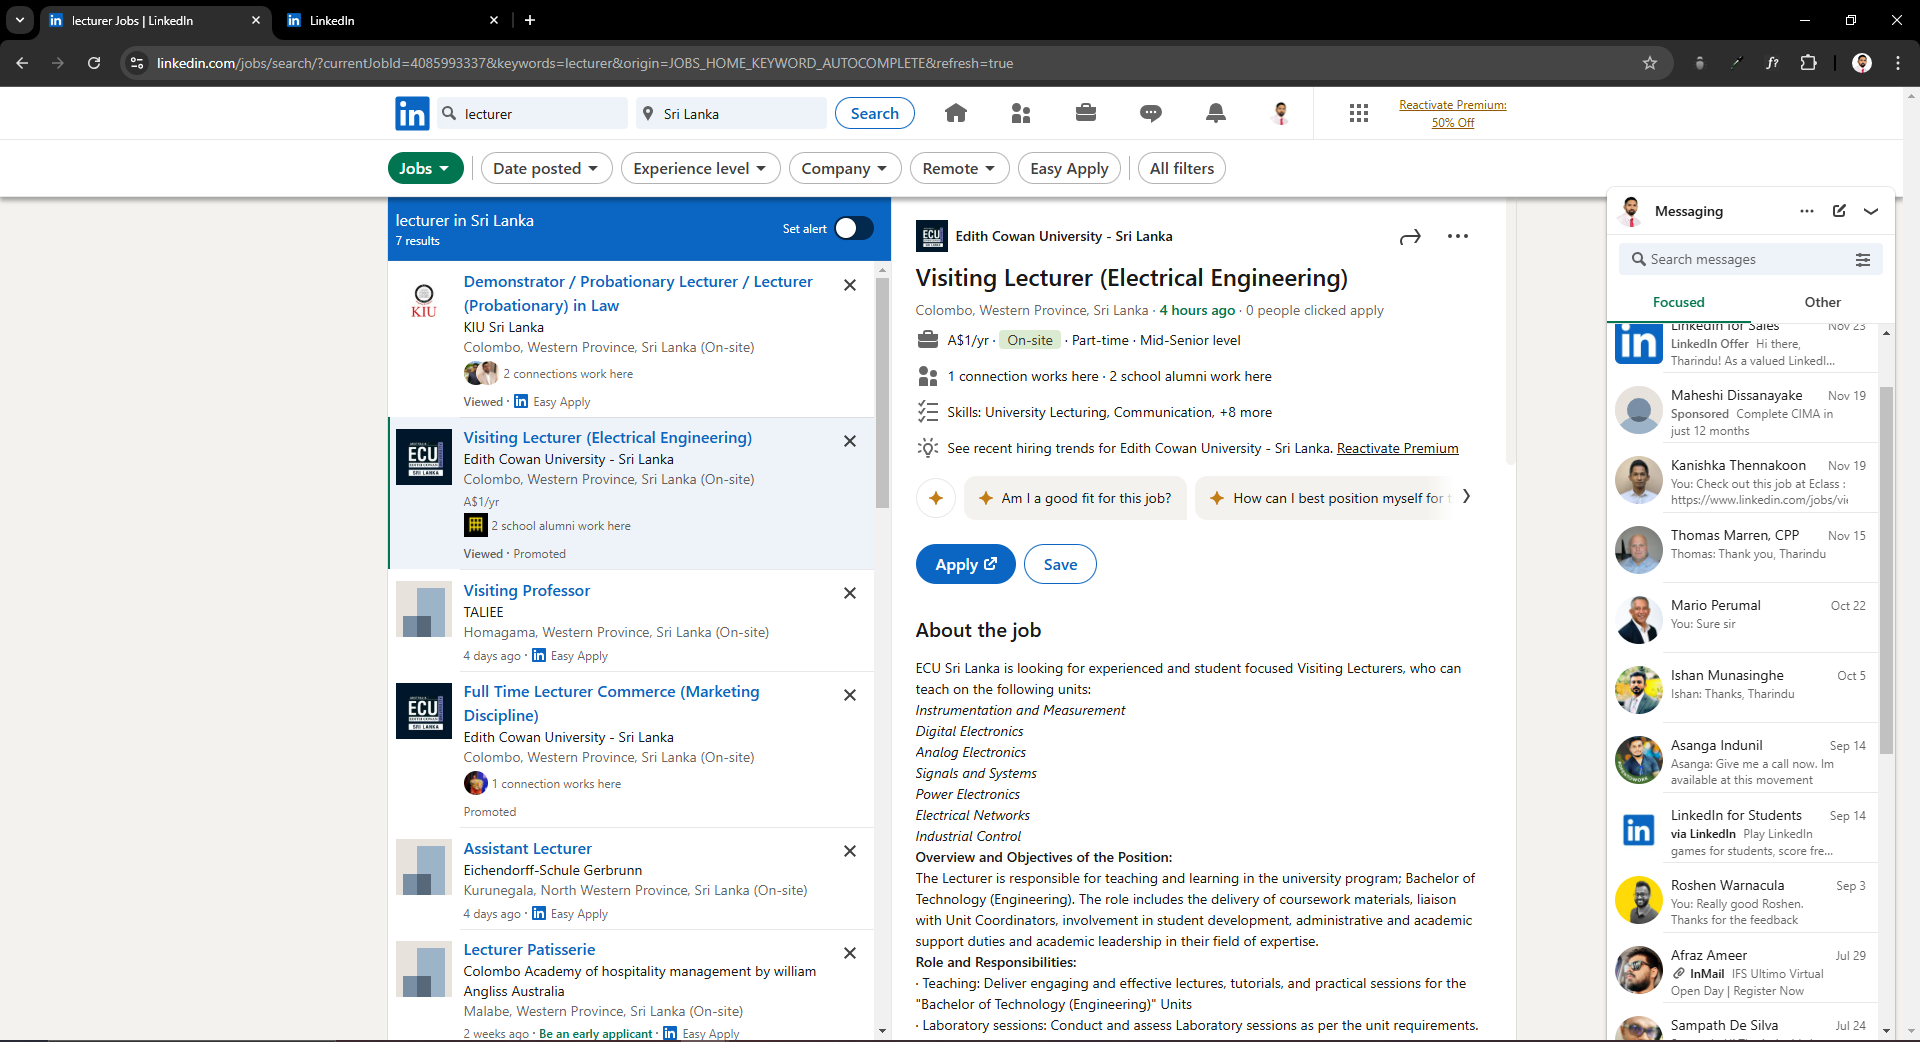 lecturer Jobs | LinkedIn
LinkedIn
linkedin.com/jobs/search/?currentJobId=4085993337&keywords=lecturer&origin=JOBS_HOME_KEYWORD_AUTOCOMPLETE&refresh=true
lecturer
Sri Lanka
Search
Reactivate Premium:
50% Off
Jobs
Date posted
Experience level
Company
Remote
Easy Apply
All filters
lecturer in Sri Lanka
7 results
Set alert
Demonstrator / Probationary Lecturer / Lecturer
(Probationary) in Law
KIU
KIU Sri Lanka
Colombo, Western Province, Sri Lanka (On-site)
2 connections work here
Viewed · Easy Apply
Visiting Lecturer (Electrical Engineering)
ECU
SRI LANKA
Edith Cowan University - Sri Lanka
Colombo, Western Province, Sri Lanka (On-site)
A$1/yr
2 school alumni work here
Viewed · Promoted
Visiting Professor
TALIEE
Homagama, Western Province, Sri Lanka (On-site)
4 days ago · Easy Apply
Full Time Lecturer Commerce (Marketing
Discipline)
ECU
SRI LANKA
Edith Cowan University - Sri Lanka
Colombo, Western Province, Sri Lanka (On-site)
1 connection works here
Promoted
Assistant Lecturer
Eichendorff-Schule Gerbrunn
Kurunegala, North Western Province, Sri Lanka (On-site)
4 days ago · Easy Apply
Lecturer Patisserie
Colombo Academy of hospitality management by william
Angliss Australia
Malabe, Western Province, Sri Lanka (On-site)
2 weeks ago · Be an early applicant · Easy Apply
ECU
Edith Cowan University - Sri Lanka
Visiting Lecturer (Electrical Engineering)
Colombo, Western Province, Sri Lanka · 4 hours ago · 0 people clicked apply
A$1/yr · On-site · Part-time · Mid-Senior level
1 connection works here · 2 school alumni work here
Skills: University Lecturing, Communication, +8 more
See recent hiring trends for Edith Cowan University - Sri Lanka. Reactivate Premium
Am I a good fit for this job?
How can I best position myself for
Apply
Save
About the job
ECU Sri Lanka is looking for experienced and student focused Visiting Lecturers, who can
teach on the following units:
Instrumentation and Measurement
Digital Electronics
Analog Electronics
Signals and Systems
Power Electronics
Electrical Networks
Industrial Control
Overview and Objectives of the Position:
The Lecturer is responsible for teaching and learning in the university program; Bachelor of
Technology (Engineering). The role includes the delivery of coursework materials, liaison
with Unit Coordinators, involvement in student development, administrative and academic
support duties and academic leadership in their field of expertise.
Role and Responsibilities:
· Teaching: Deliver engaging and effective lectures, tutorials, and practical sessions for the
"Bachelor of Technology (Engineering)" Units
· Laboratory sessions: Conduct and assess Laboratory sessions as per the unit requirements.
Messaging
Search messages
Focused
Other
LinkedIn for Sales Nov 23
LinkedIn Offer Hi there,
Tharindu! As a valued LinkedI...
Maheshi Dissanayake Nov 19
Sponsored Complete CIMA in
just 12 months
Kanishka Thennakoon Nov 19
You: Check out this job at Eclass :
https://www.linkedin.com/jobs/vi
Thomas Marren, CPP Nov 15
Thomas: Thank you, Tharindu
Mario Perumal Oct 22
You: Sure sir
Ishan Munasinghe Oct 5
Ishan: Thanks, Tharindu
Asanga Indunil Sep 14
Asanga: Give me a call now. Im
available at this movement
LinkedIn for Students Sep 14
via LinkedIn Play LinkedIn
games for students, score fre...
Roshen Warnacula Sep 3
You: Really good Roshen.
Thanks for the feedback
Afraz Ameer Jul 29
InMail IFS Ultimo Virtual
Open Day | Register Now
Sampath De Silva Jul 24